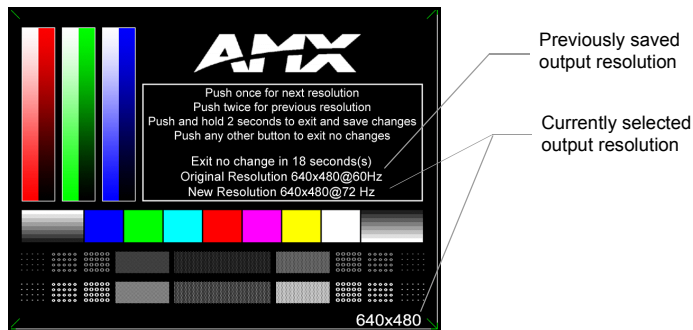 AMX
Push once for next resolution
Push twice for previous resolution
Push and hold 2 seconds to exit and save changes
Push any other button to exit no changes
Exit no change in 18 seconds(s)
Original Resolution 640x480@60Hz
New Resolution 640x480@72 Hz
640x480
Previously saved
output resolution
Currently selected
output resolution